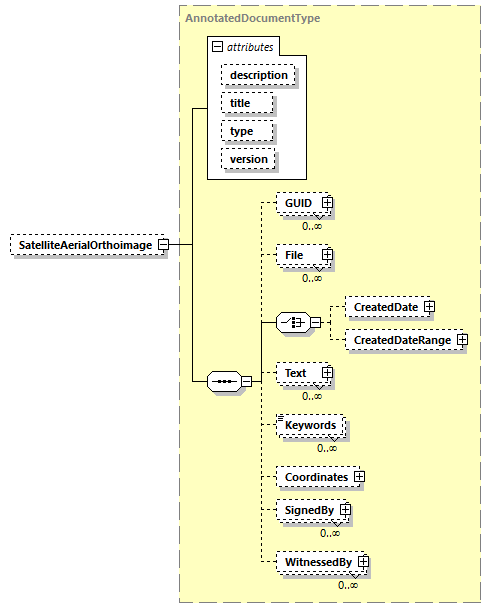 AnnotatedDocumentType
attributes
description
title
type
version
GUID
0..∞
SatelliteAerialOrthoimage
File
0..∞
CreatedDate
CreatedDateRange
Text
0..∞
Keywords
0..∞
Coordinates
SignedBy
0..∞
WitnessedBy
0..∞